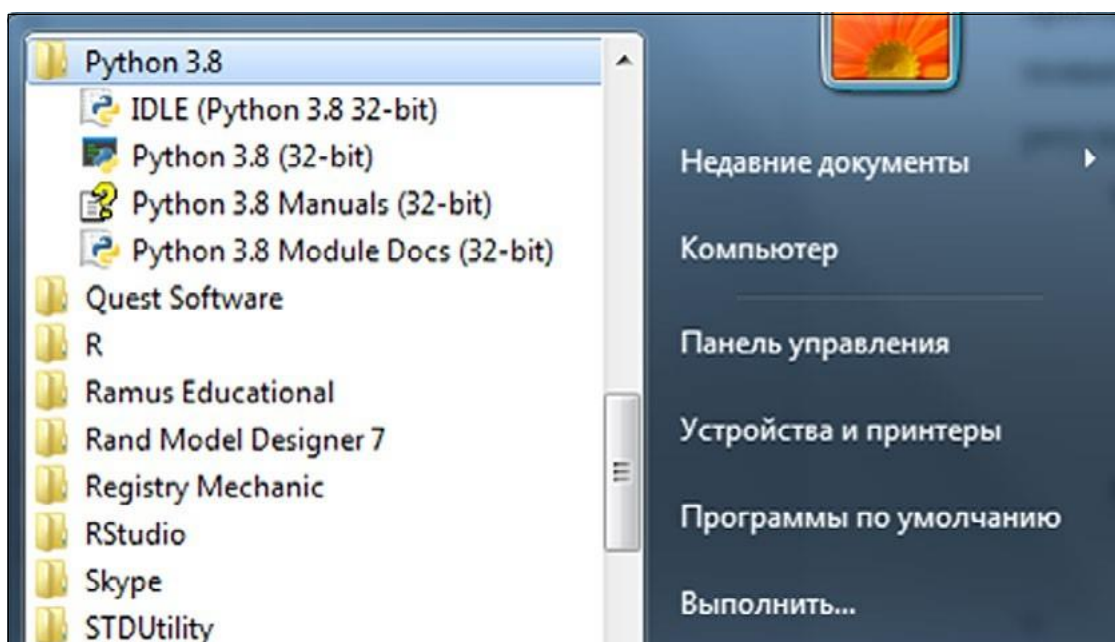 Python 3.8
IDLE (Python 3.8 32-bit)
Python 3.8 (32-bit)
Python 3.8 Manuals (32-bit)
Python 3.8 Module Docs (32-bit)
Quest Software
R
Ramus Educational
Rand Model Designer 7
Registry Mechanic
RStudio
Skype
STDUtility
Недавние документы
Компьютер
Панель управления
Устройства и принтеры
Программы по умолчанию
Выполнить...